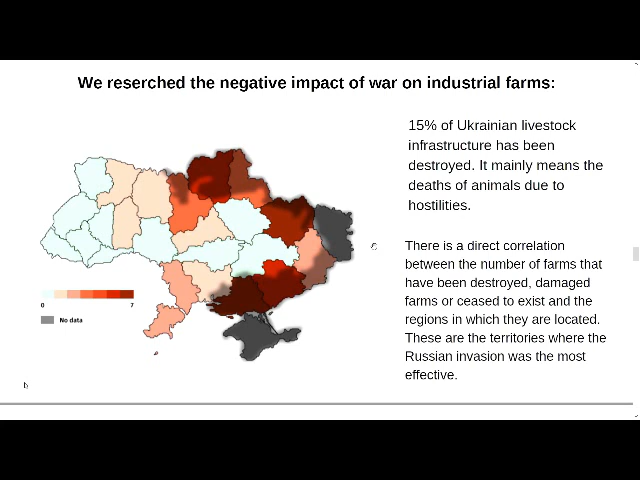 We reserched the negative impact of war on industrial farms:
15% of Ukrainian livestock
infrastructure has been
destroyed. It mainly means the
deaths of animals due to
hostilities.
There is a direct correlation
between the number of farms that
have been destroyed, damaged
farms or ceased to exist and the
regions in which they are located.
These are the territories where the
Russian invasion was the most
effective.
0 7
No data